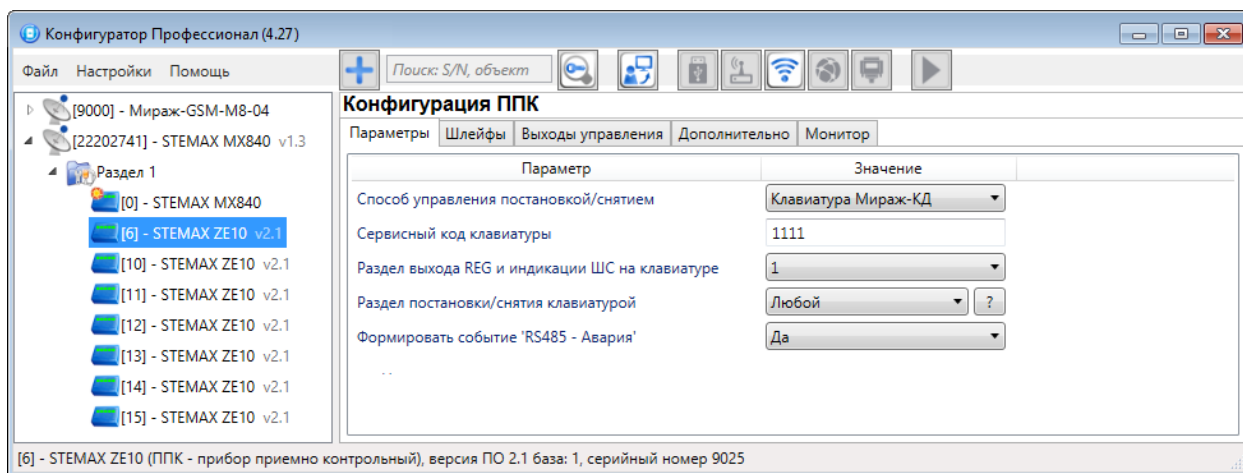 Конфигуратор Профессионал (4.27)
Файл Настройки Помощь
Поиск: S/N, объект
[9000] - Мираж-GSM-M8-04
[22202741] - STEMAX MX840 v1.3
Раздел 1
[0] - STEMAX MX840
[6] - STEMAX ZE10 v2.1
[10] - STEMAX ZE10 v2.1
[11] - STEMAX ZE10 v2.1
[12] - STEMAX ZE10 v2.1
[13] - STEMAX ZE10 v2.1
[14] - STEMAX ZE10 v2.1
[15] - STEMAX ZE10 v2.1
Конфигурация ППК
Параметры Шлейфы Выходы управления Дополнительно Монитор
Параметр Значение
Способ управления постановкой/снятием Клавиатура Мираж-КД
Сервисный код клавиатуры 1111
Раздел выхода REG и индикации ШС на клавиатуре 1
Раздел постановки/снятия клавиатурой Любой ?
Формировать событие 'RS485 - Авария' Да
[6] - STEMAX ZE10 (ППК - прибор приемно контрольный), версия ПО 2.1 база: 1, серийный номер 9025